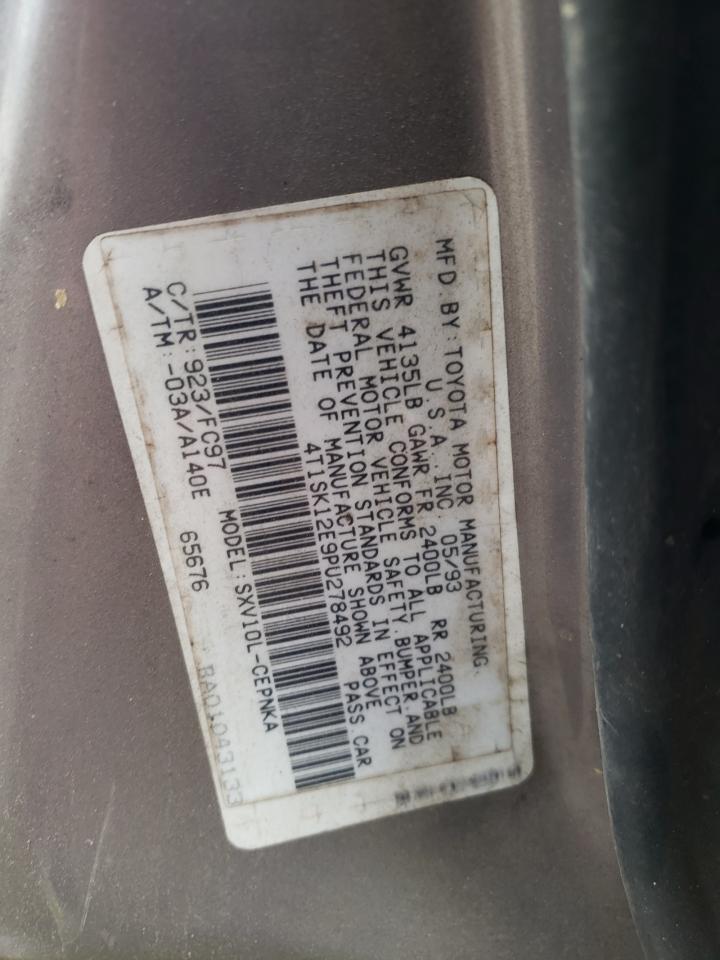 MFD.BY:TOYOTA MOTOR MANUFACTURING.
U.S.A.,INC. 05/93
GVWR 4135LB GAWR FR 2400LB RR 2400LB
THIS VEHICLE CONFORMS TO ALL APPLICABLE
FEDERAL MOTOR VEHICLE SAFETY.BUMPER.AND
THEFT PREVENTION STANDARDS IN EFFECT ON
THE DATE OF MANUFACTURE SHOWN ABOVE
4T1SK12E9PU278492 PASS.CAR
C/TR:923/FC97 MODEL:SXV10L-CEPNKA
A/TM:-03A/A140E 65676
BA01043133